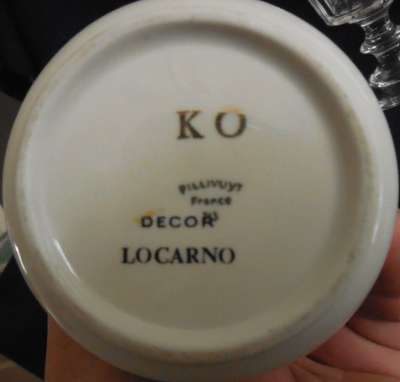 KO
PILLIVUYT
France
DECOR
LOCARNO